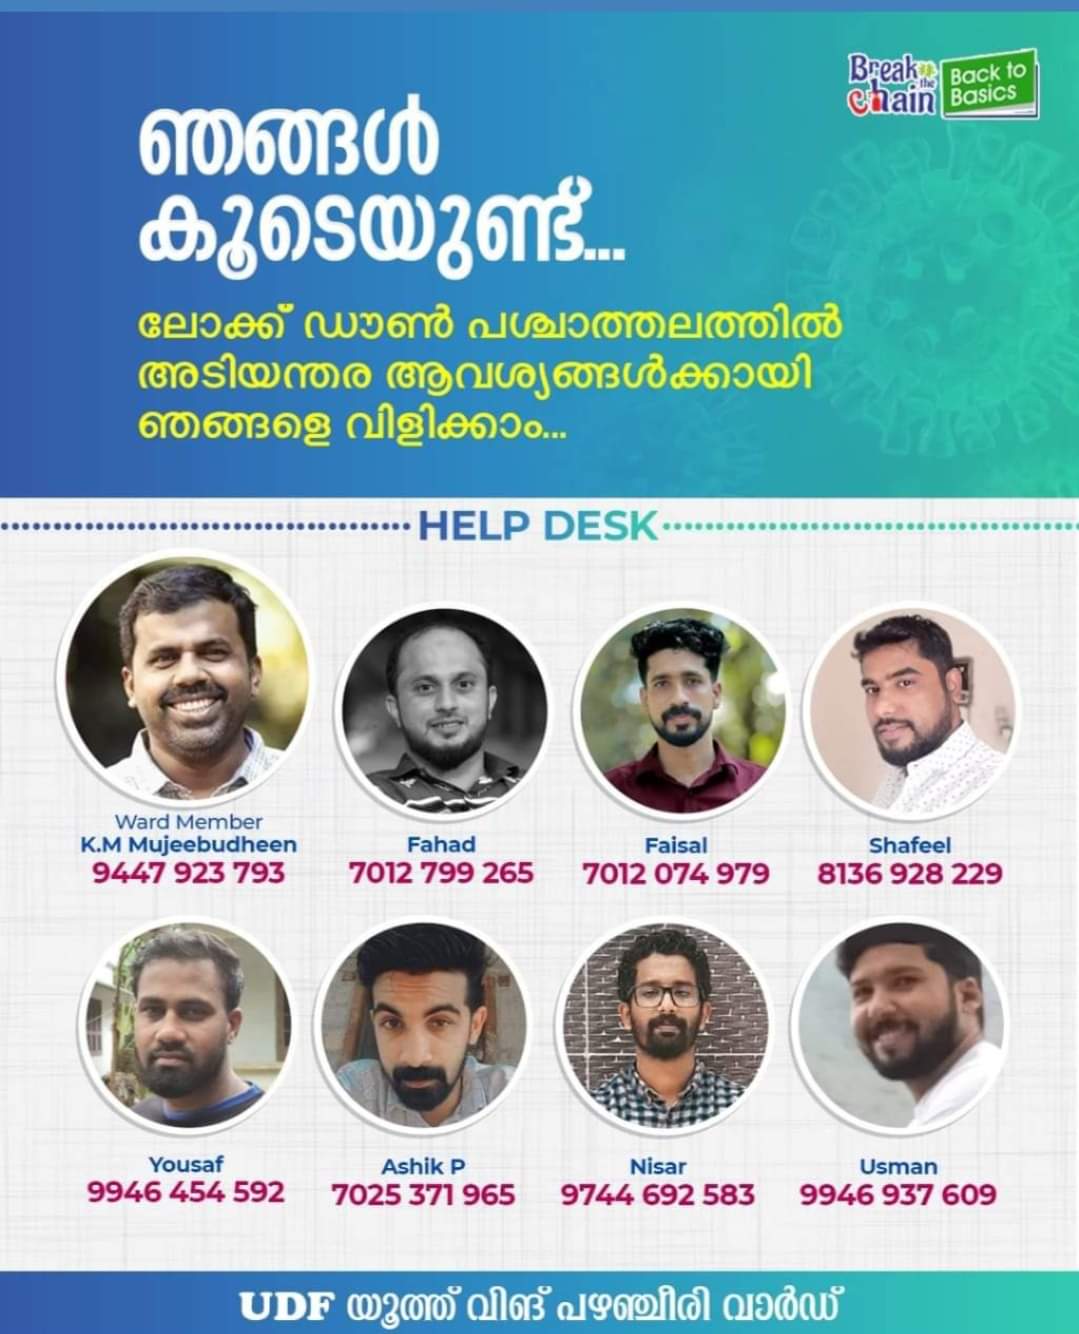 Break the Chain
Back to Basics
ഞങ്ങൾ
കൂടെയുണ്ട്...
ലോക്ക് ഡൗൺ പശ്ചാത്തലത്തിൽ
അടിയന്തര ആവശ്യങ്ങൾക്കായി
ഞങ്ങളെ വിളിക്കാം...
HELP DESK
Ward Member
K.M Mujeebudheen
9447 923 793
Fahad
7012 799 265
Faisal
7012 074 979
Shafeel
8136 928 229
Yousaf
9946 454 592
Ashik P
7025 371 965
Nisar
9744 692 583
Usman
9946 937 609
UDF യൂത്ത് വിങ് പഴഞ്ചീരി വാർഡ്